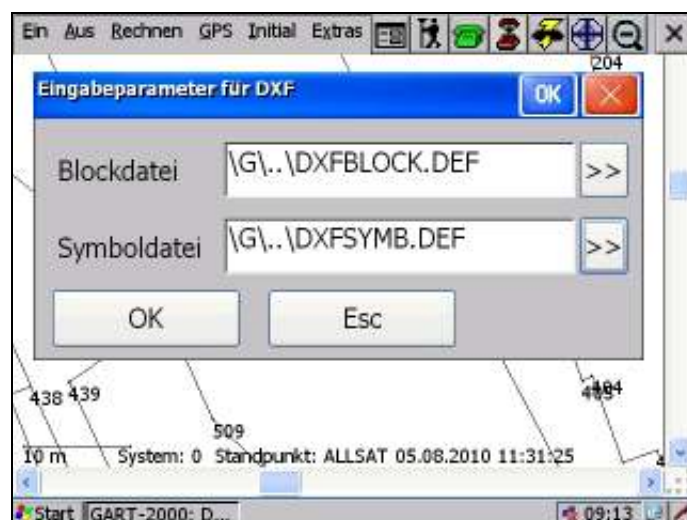 Ein Aus Rechnen GPS Initial Extras
204
Eingabeparameter für DXF OK
Blockdatei \G\..\DXFBLOCK.DEF >>
Symboldatei \G\..\DXFSYMB.DEF >>
OK Esc
438 439
509
10 m System: 0 Standpunkt: ALLSAT 05.08.2010 11:31:25
Start GART-2000: D... 09:13